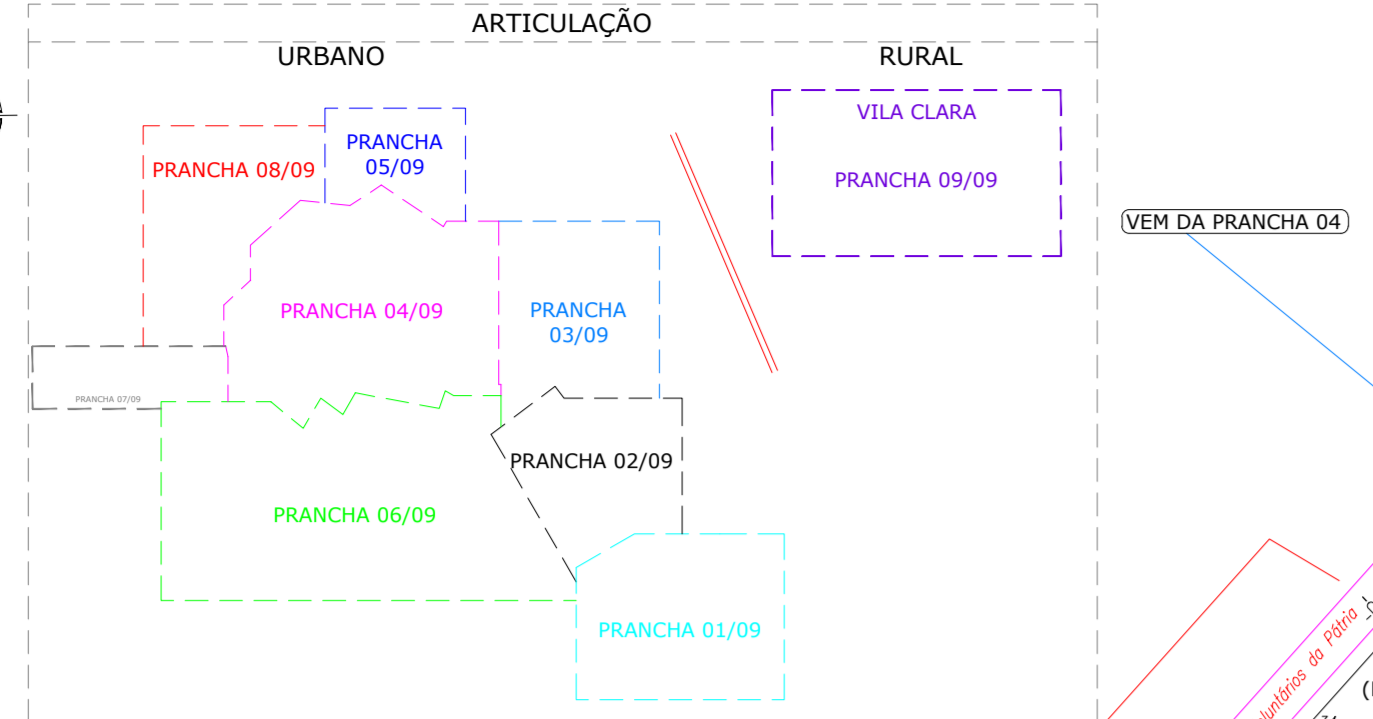 ARTICULAÇÃO
URBANO
RURAL
VILA CLARA
PRANCHA 09/09
PRANCHA
05/09
PRANCHA 08/09
VEM DA PRANCHA 04
PRANCHA 04/09
PRANCHA
03/09
PRANCHA 07/09
PRANCHA 02/09
PRANCHA 06/09
PRANCHA 01/09
da Pátria